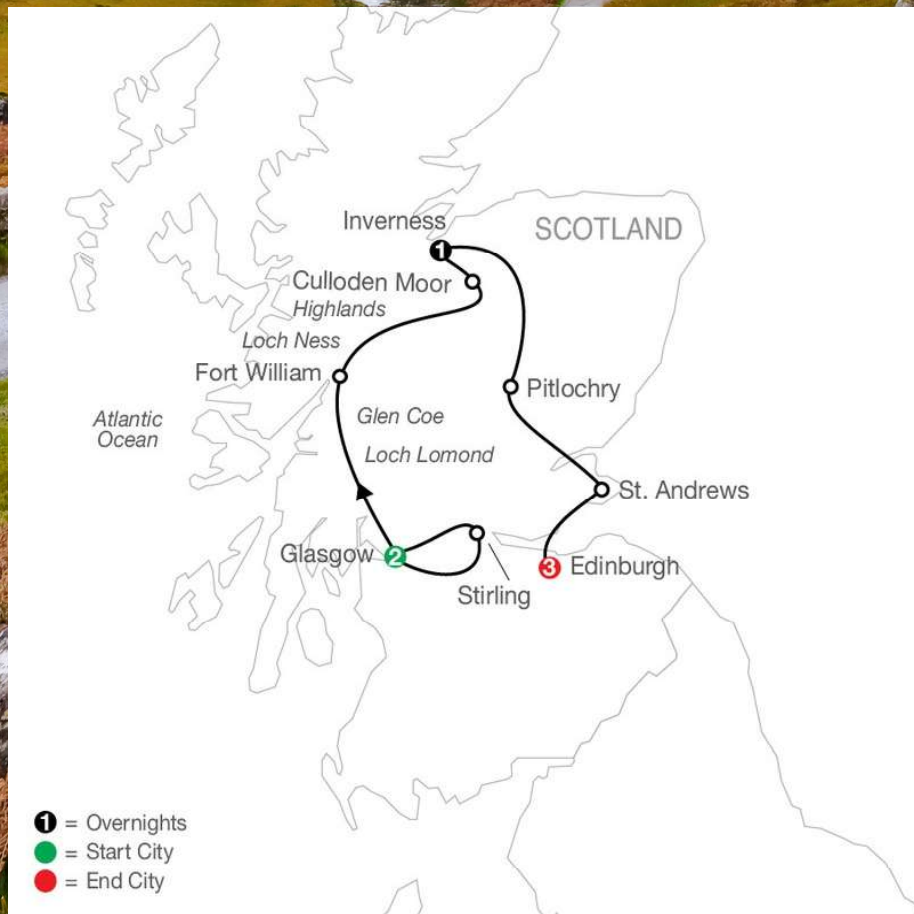 Inverness
SCOTLAND
1
Culloden Moor
Highlands
Loch Ness
Fort William
Pitlochry
Atlantic
Ocean
Glen Coe
Loch Lomond
St. Andrews
Glasgow
2
3
Edinburgh
Stirling
1 = Overnights
= Start City
= End City